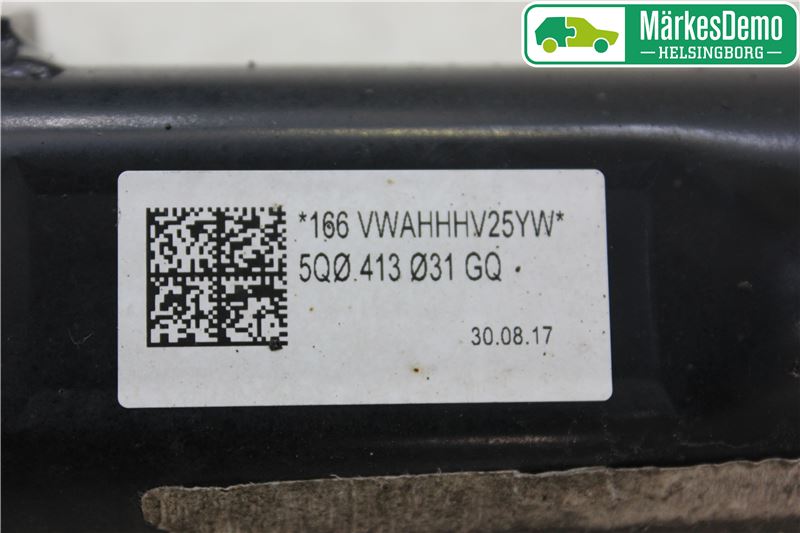 MärkesDemo
HELSINGBORG
*166 VWAHHHV25YW*
5QØ 413 Ø31 GQ
30.08.17